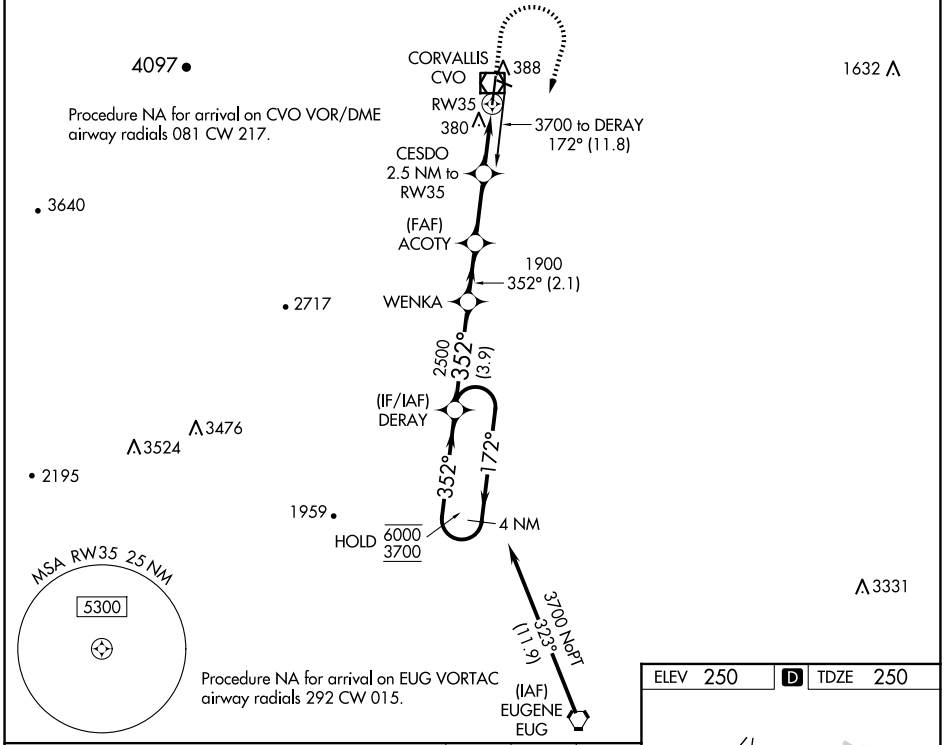 4097
CORVALLIS
CVO
388
1632
RW35
Procedure NA for arrival on CVO VOR/DME
airway radials 081 CW 217.
380
3700 to DERAY
172° (11.8)
CESDO
2.5 NM to
RW35
3640
(FAF)
ACOTY
1900
352° (2.1)
WENKA
2717
2500
352°
(3.9)
(IF/IAF)
DERAY
3476
3524
352°
172°
2195
1959
HOLD 6000
3700
4 NM
MSA RW35 25 NM
5300
3331
3700 NoPT
323°
(11.9)
Procedure NA for arrival on EUG VORTAC
airway radials 292 CW 015.
(IAF)
EUGENE
EUG
ELEV 250 D TDZE 250